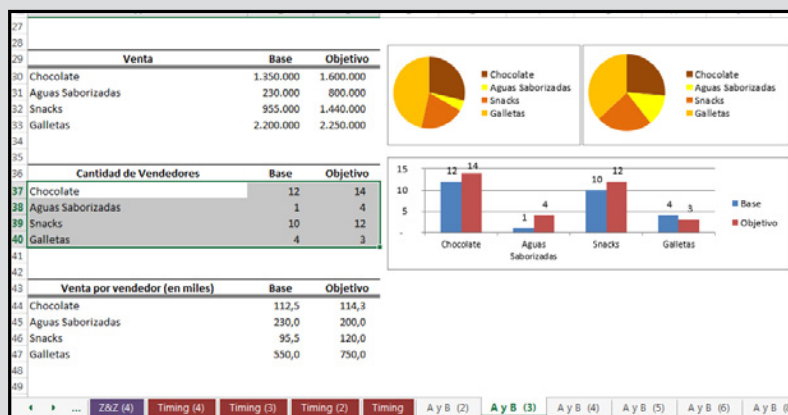 27
28
29 Venta Base Objetivo
30 Chocolate 1.350.000 1.600.000
31 Aguas Saborizadas 230.000 800.000
32 Snacks 955.000 1.440.000
33 Galletas 2.200.000 2.250.000
34
35
36 Cantidad de Vendedores Base Objetivo
37 Chocolate 12 14
38 Aguas Saborizadas 1 4
39 Snacks 10 12
40 Galletas 4 3
41
42
43 Venta por vendedor (en miles) Base Objetivo
44 Chocolate 112,5 114,3
45 Aguas Saborizadas 230,0 200,0
46 Snacks 95,5 120,0
47 Galletas 550,0 750,0
48
49
Chocolate
Aguas Saborizadas
Snacks
Galletas
Chocolate
Aguas Saborizadas
Snacks
Galletas
15
10
5
-
12 14
1 4
10 12
4 3
Chocolate Aguas Saborizadas Snacks Galletas
Base
Objetivo
... Z&Z (4) Timing (4) Timing (3) Timing (2) Timing A y B (2) A y B (3) A y B (4) A y B (5) A y B (6) A y B